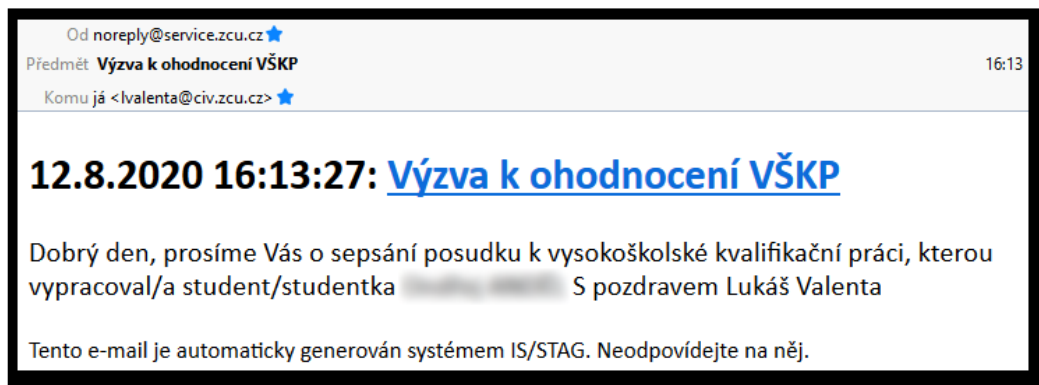 Od noreply@service.zcu.cz
Předmět Výzva k ohodnocení VŠKP 16:13
Komu já <lvalenta@civ.zcu.cz>
12.8.2020 16:13:27: Výzva k ohodnocení VŠKP
Dobrý den, prosíme Vás o sepsání posudku k vysokoškolské kvalifikační práci, kterou
vypracoval/a student/studentka S pozdravem Lukáš Valenta
Tento e-mail je automaticky generován systémem IS/STAG. Neodpovídejte na něj.